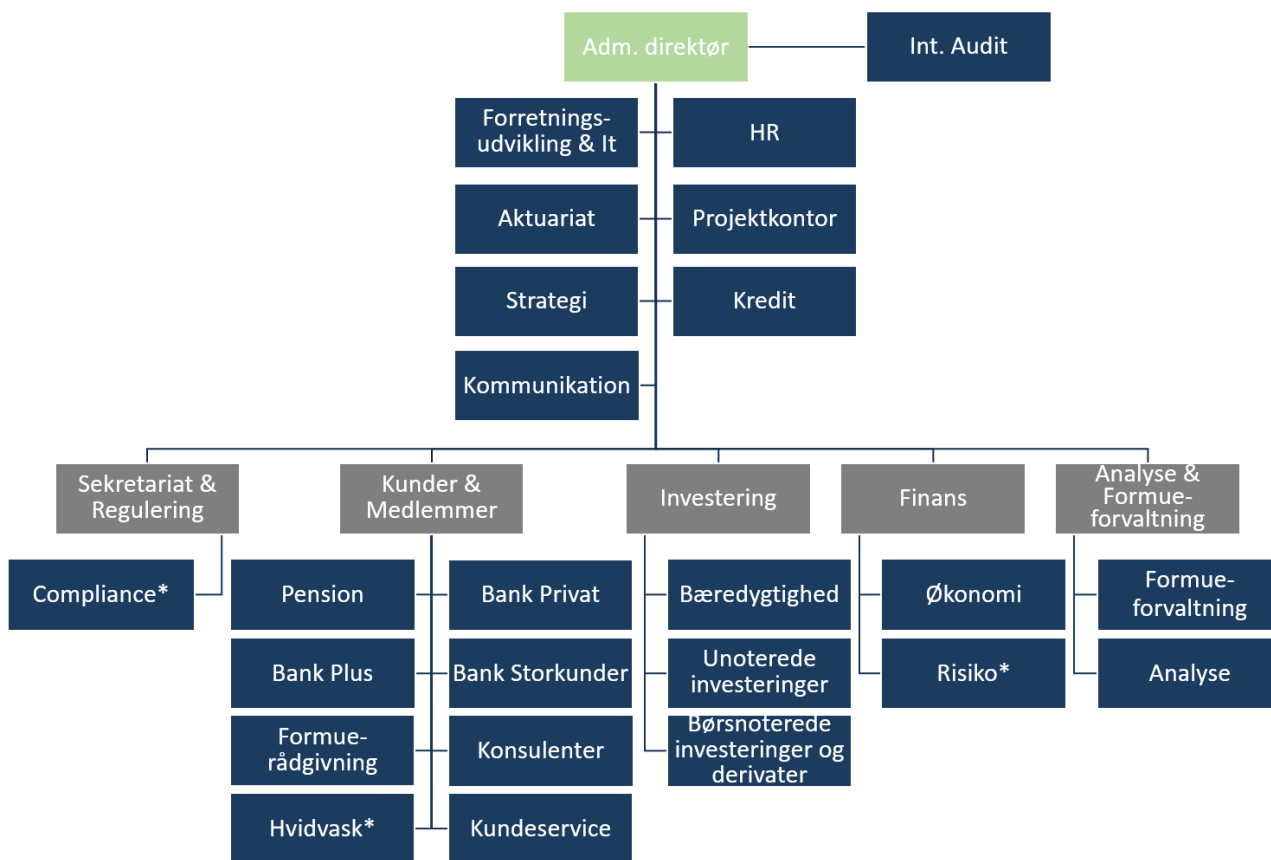 Adm. direktør
Int. Audit
Forretnings-
udvikling & It
HR
Aktuariat
Projektkontor
Strategi
Kredit
Kommunikation
Sekretariat &
Regulering
Kunder &
Medlemmer
Investering
Finans
Analyse &
Formue-
forvaltning
Compliance*
Pension
Bank Privat
Bæredygtighed
Økonomi
Formue-
forvaltning
Bank Plus
Bank Storkunder
Unoterede
investeringer
Risiko*
Analyse
Formue-
rådgivning
Konsulenter
Børsnoterede
investeringer og
derivater
Hvidvask*
Kundeservice